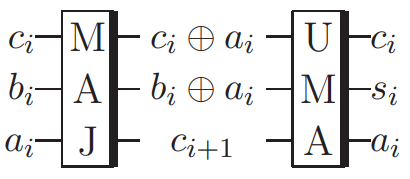 c_i M c_i ⊕ a_i U c_i
b_i A b_i ⊕ a_i M s_i
a_i J c_{i+1} A a_i